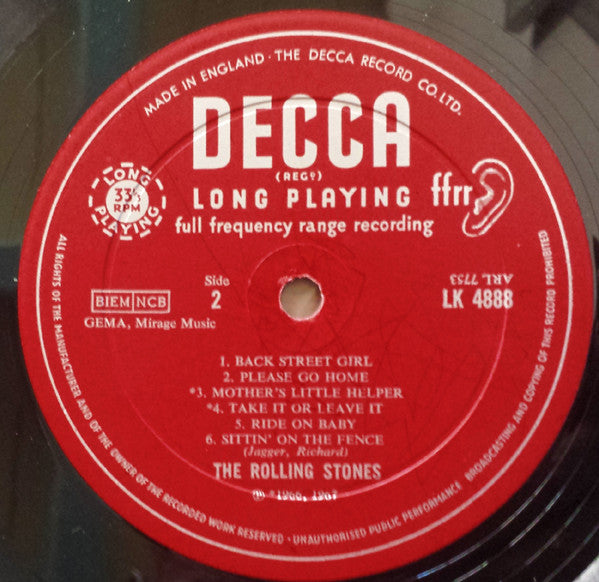 MADE IN ENGLAND · THE DECCA RECORD CO. LTD.
DECCA
(REGD)
LONG PLAYING
33⅓
RPM
LONG PLAYING ffrr
full frequency range recording
ARL 7753
BIEM NCB
Side
2
LK 4888
GEMA, Mirage Music
1. BACK STREET GIRL
2. PLEASE GO HOME
*3. MOTHER'S LITTLE HELPER
*4. TAKE IT OR LEAVE IT
5. RIDE ON BABY
6. SITTIN' ON THE FENCE
(Jagger, Richard)
THE ROLLING STONES
℗ *1966, 1967
ALL RIGHTS OF THE MANUFACTURER AND OF THE OWNER OF THE RECORDED WORK RESERVED · UNAUTHORISED PUBLIC PERFORMANCE BROADCASTING AND COPYING OF THIS RECORD PROHIBITED